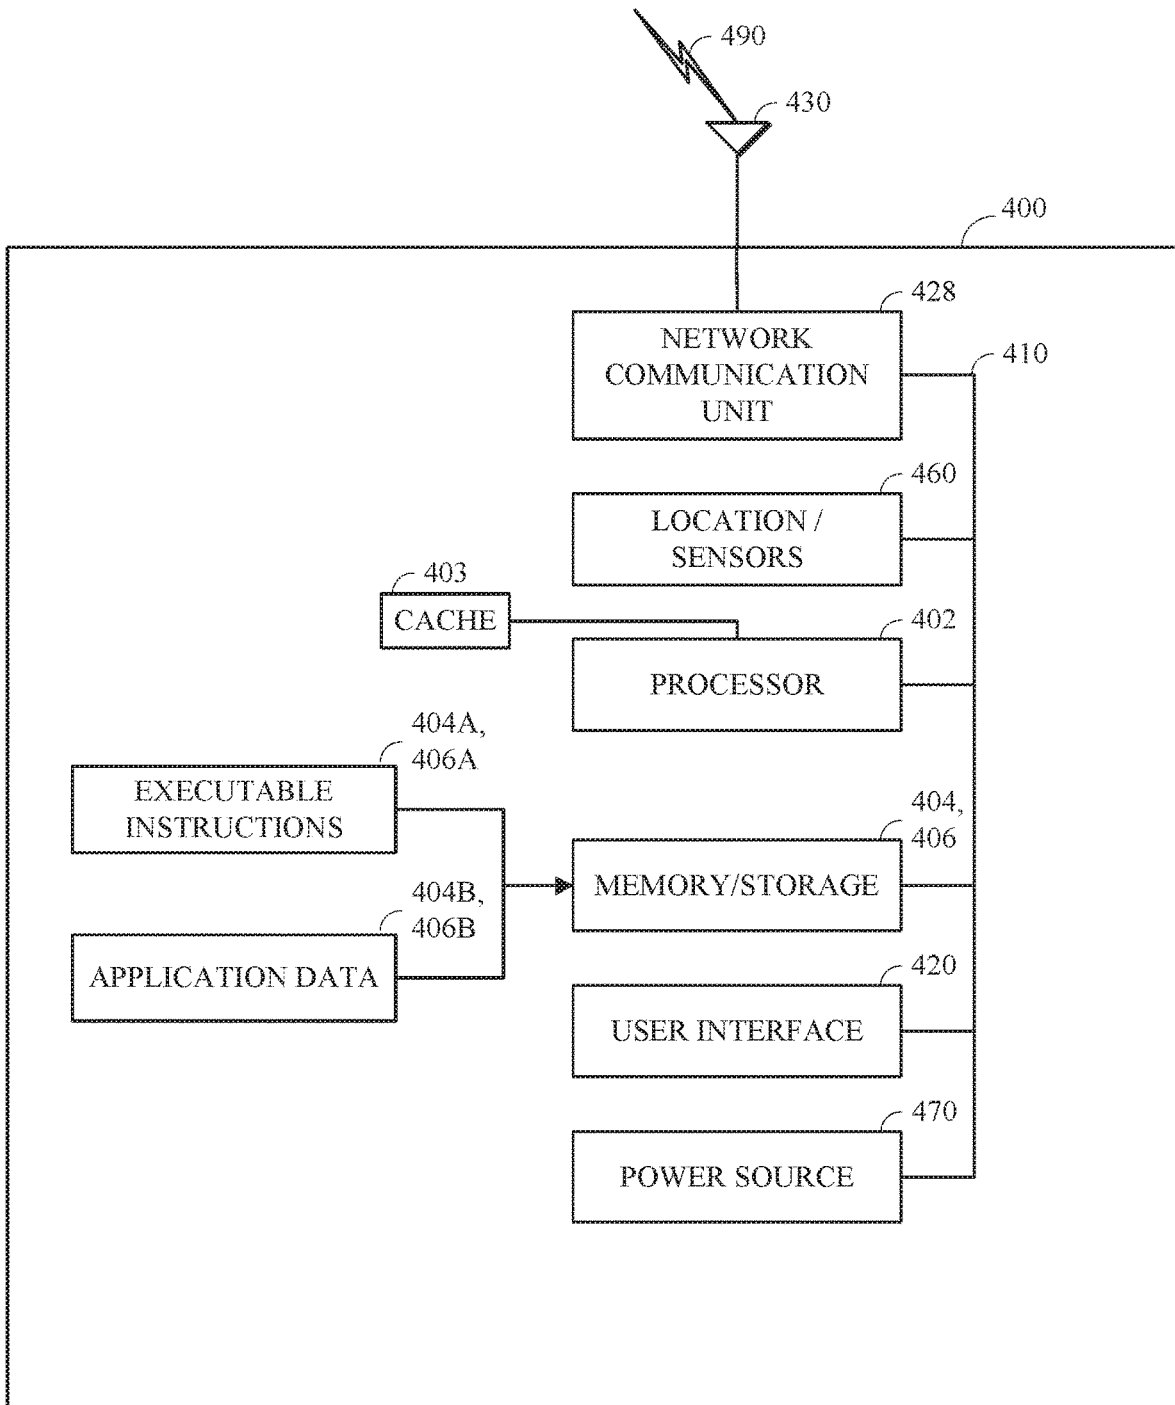 490
430
400
428
NETWORK
COMMUNICATION
UNIT
410
460
LOCATION /
SENSORS
403
CACHE
402
PROCESSOR
404A,
406A
EXECUTABLE
INSTRUCTIONS
404,
406
MEMORY/STORAGE
404B,
406B
APPLICATION DATA
420
USER INTERFACE
470
POWER SOURCE